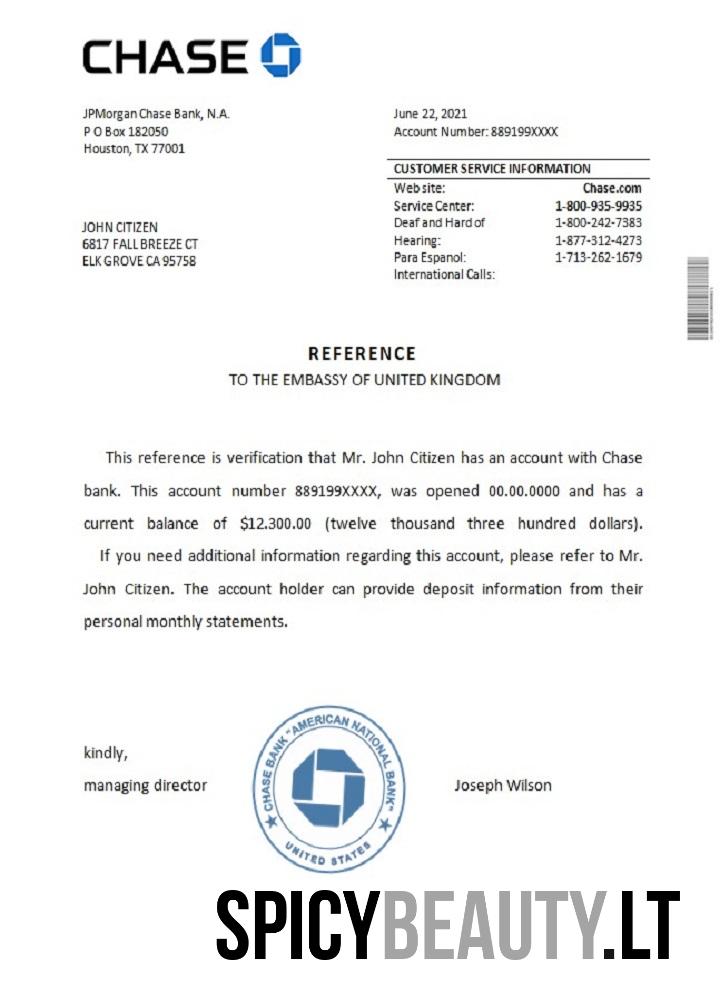 CHASE
JPMorgan Chase Bank, N.A.
P O Box 182050
Houston, TX 77001
June 22, 2021
Account Number: 889199XXXX
CUSTOMER SERVICE INFORMATION
Web site: Chase.com
Service Center: 1-800-935-9935
Deaf and Hard of 1-800-242-7383
Hearing: 1-877-312-4273
Para Espanol: 1-713-262-1679
International Calls:
JOHN CITIZEN
6817 FALL BREEZE CT
ELK GROVE CA 95758
REFERENCE
TO THE EMBASSY OF UNITED KINGDOM
This reference is verification that Mr. John Citizen has an account with Chase
bank. This account number 889199XXXX, was opened 00.00.0000 and has a
current balance of $12.300.00 (twelve thousand three hundred dollars).
If you need additional information regarding this account, please refer to Mr.
John Citizen. The account holder can provide deposit information from their
personal monthly statements.
kindly,
managing director
CHASE BANK "AMERICAN NATIONAL BANK"
UNITED STATES
Joseph Wilson
SPICYBEAUTY.LT